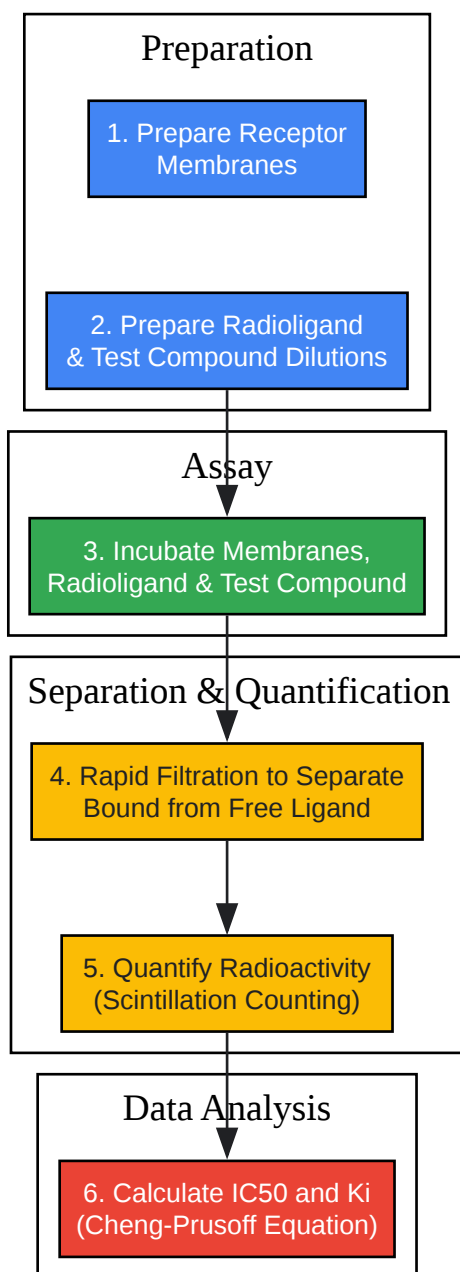 Preparation
1. Prepare Receptor
Membranes
2. Prepare Radioligand
& Test Compound Dilutions
Assay
3. Incubate Membranes,
Radioligand & Test Compound
Separation & Quantification
4. Rapid Filtration to Separate
Bound from Free Ligand
5. Quantify Radioactivity
(Scintillation Counting)
Data Analysis
6. Calculate IC50 and Ki
(Cheng-Prusoff Equation)